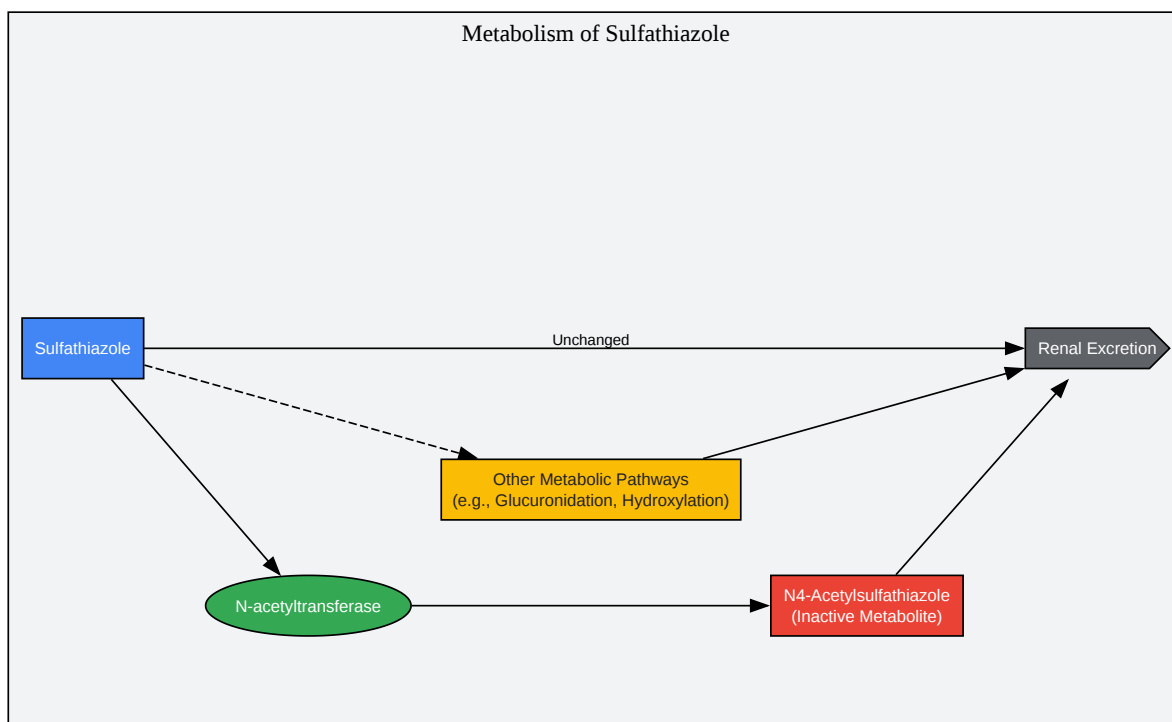 Metabolism of Sulfathiazole
Unchanged
Sulfathiazole
Renal Excretion
Other Metabolic Pathways
(e.g., Glucuronidation, Hydroxylation)
N-acetyltransferase
N4-Acetylsulfathiazole
(Inactive Metabolite)